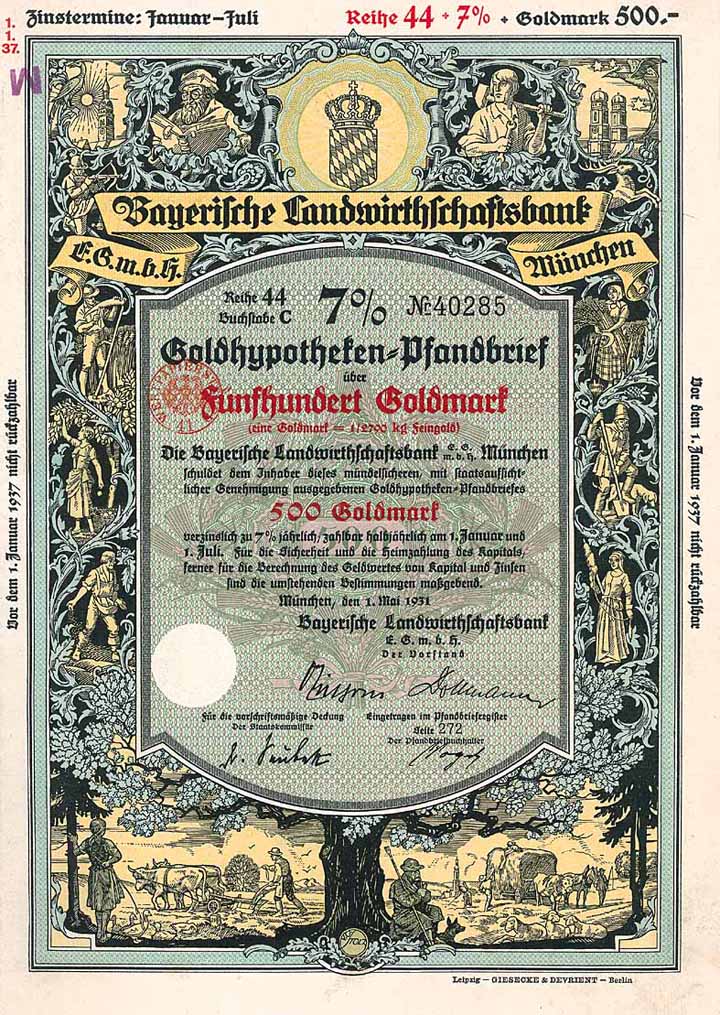 Zinstermine: Januar–Juli
Reihe 44 + 7% + Goldmark 500.-
1.
1.
37.
Bayerische Landwirthschaftsbank
E.G.m.b.H.
München
Reihe 44
Buchstabe C
7%
№ 40285
Goldhypotheken-Pfandbrief
über
Fünfhundert Goldmark
(eine Goldmark = 1/2790 kg Feingold)
Die Bayerische Landwirthschaftsbank E. G. m. b. H. München
schuldet dem Inhaber dieses mündelsicheren, mit staatsaufsicht-
licher Genehmigung ausgegebenen Goldhypotheken-Pfandbriefes
500 Goldmark
verzinslich zu 7% jährlich, zahlbar halbjährlich am 1. Januar und
1. Juli. Für die Sicherheit und die Heimzahlung des Kapitals,
ferner für die Berechnung des Geldwertes von Kapital und Zinsen
sind die umstehenden Bestimmungen maßgebend.
München, den 1. Mai 1931
Bayerische Landwirthschaftsbank
E. G. m. b. H.
Der Vorstand
Für die vorschriftsmäßige Deckung
Der Staatskommissär
Eingetragen im Pfandbriefregister
Seite 272
Der Pfandbriefbuchhalter
Vor dem 1. Januar 1937 nicht rückzahlbar
Vor dem 1. Januar 1937 nicht rückzahlbar
Leipzig — GIESECKE & DEVRIENT — Berlin